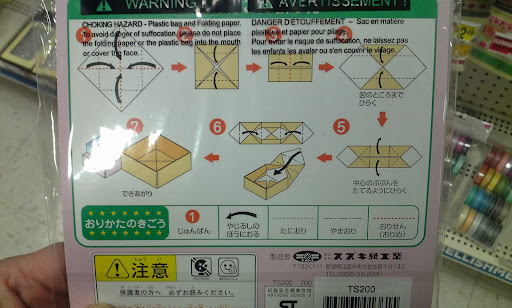 WARNING!
AVERTISSEMENT!
CHOKING HAZARD - Plastic bag and Folding paper.
To avoid danger of suffocation, please do not place
the folding paper or the plastic bag into the mouth
or cover the face.
DANGER D'ETOUFFEMENT - Sac en matière
plastique et papier pour pliage
Pour eviter le risque de suffocation, ne laissez pas
les enfants les avaler ou s'en couvrir le visage.
図のところまで
ひらく
7
6
5
できあがり
中心のぶぶんを
たてるようにひらく
おりかたのきごう
1
じゅんばん
やじるしの
ほうにおる
たにおり
やまおり
おりせん
(おりめ)
注意
保護者の方へ 必ずお読みください。
製造者
スズキ紙工業
TS200
TS200